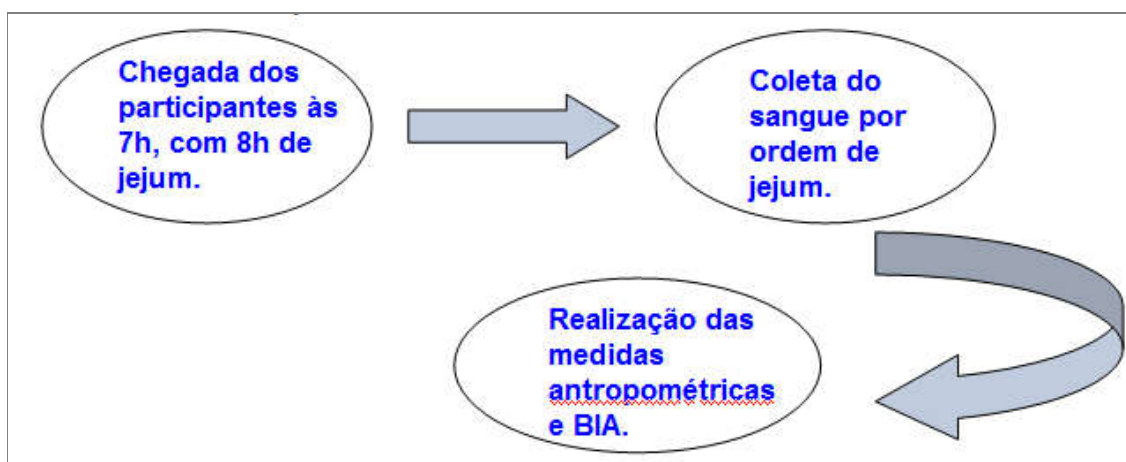 Chegada dos
participantes às
7h, com 8h de
jejum.
Coleta do
sangue por
ordem de
jejum.
Realização das
medidas
antropométricas
e BIA.